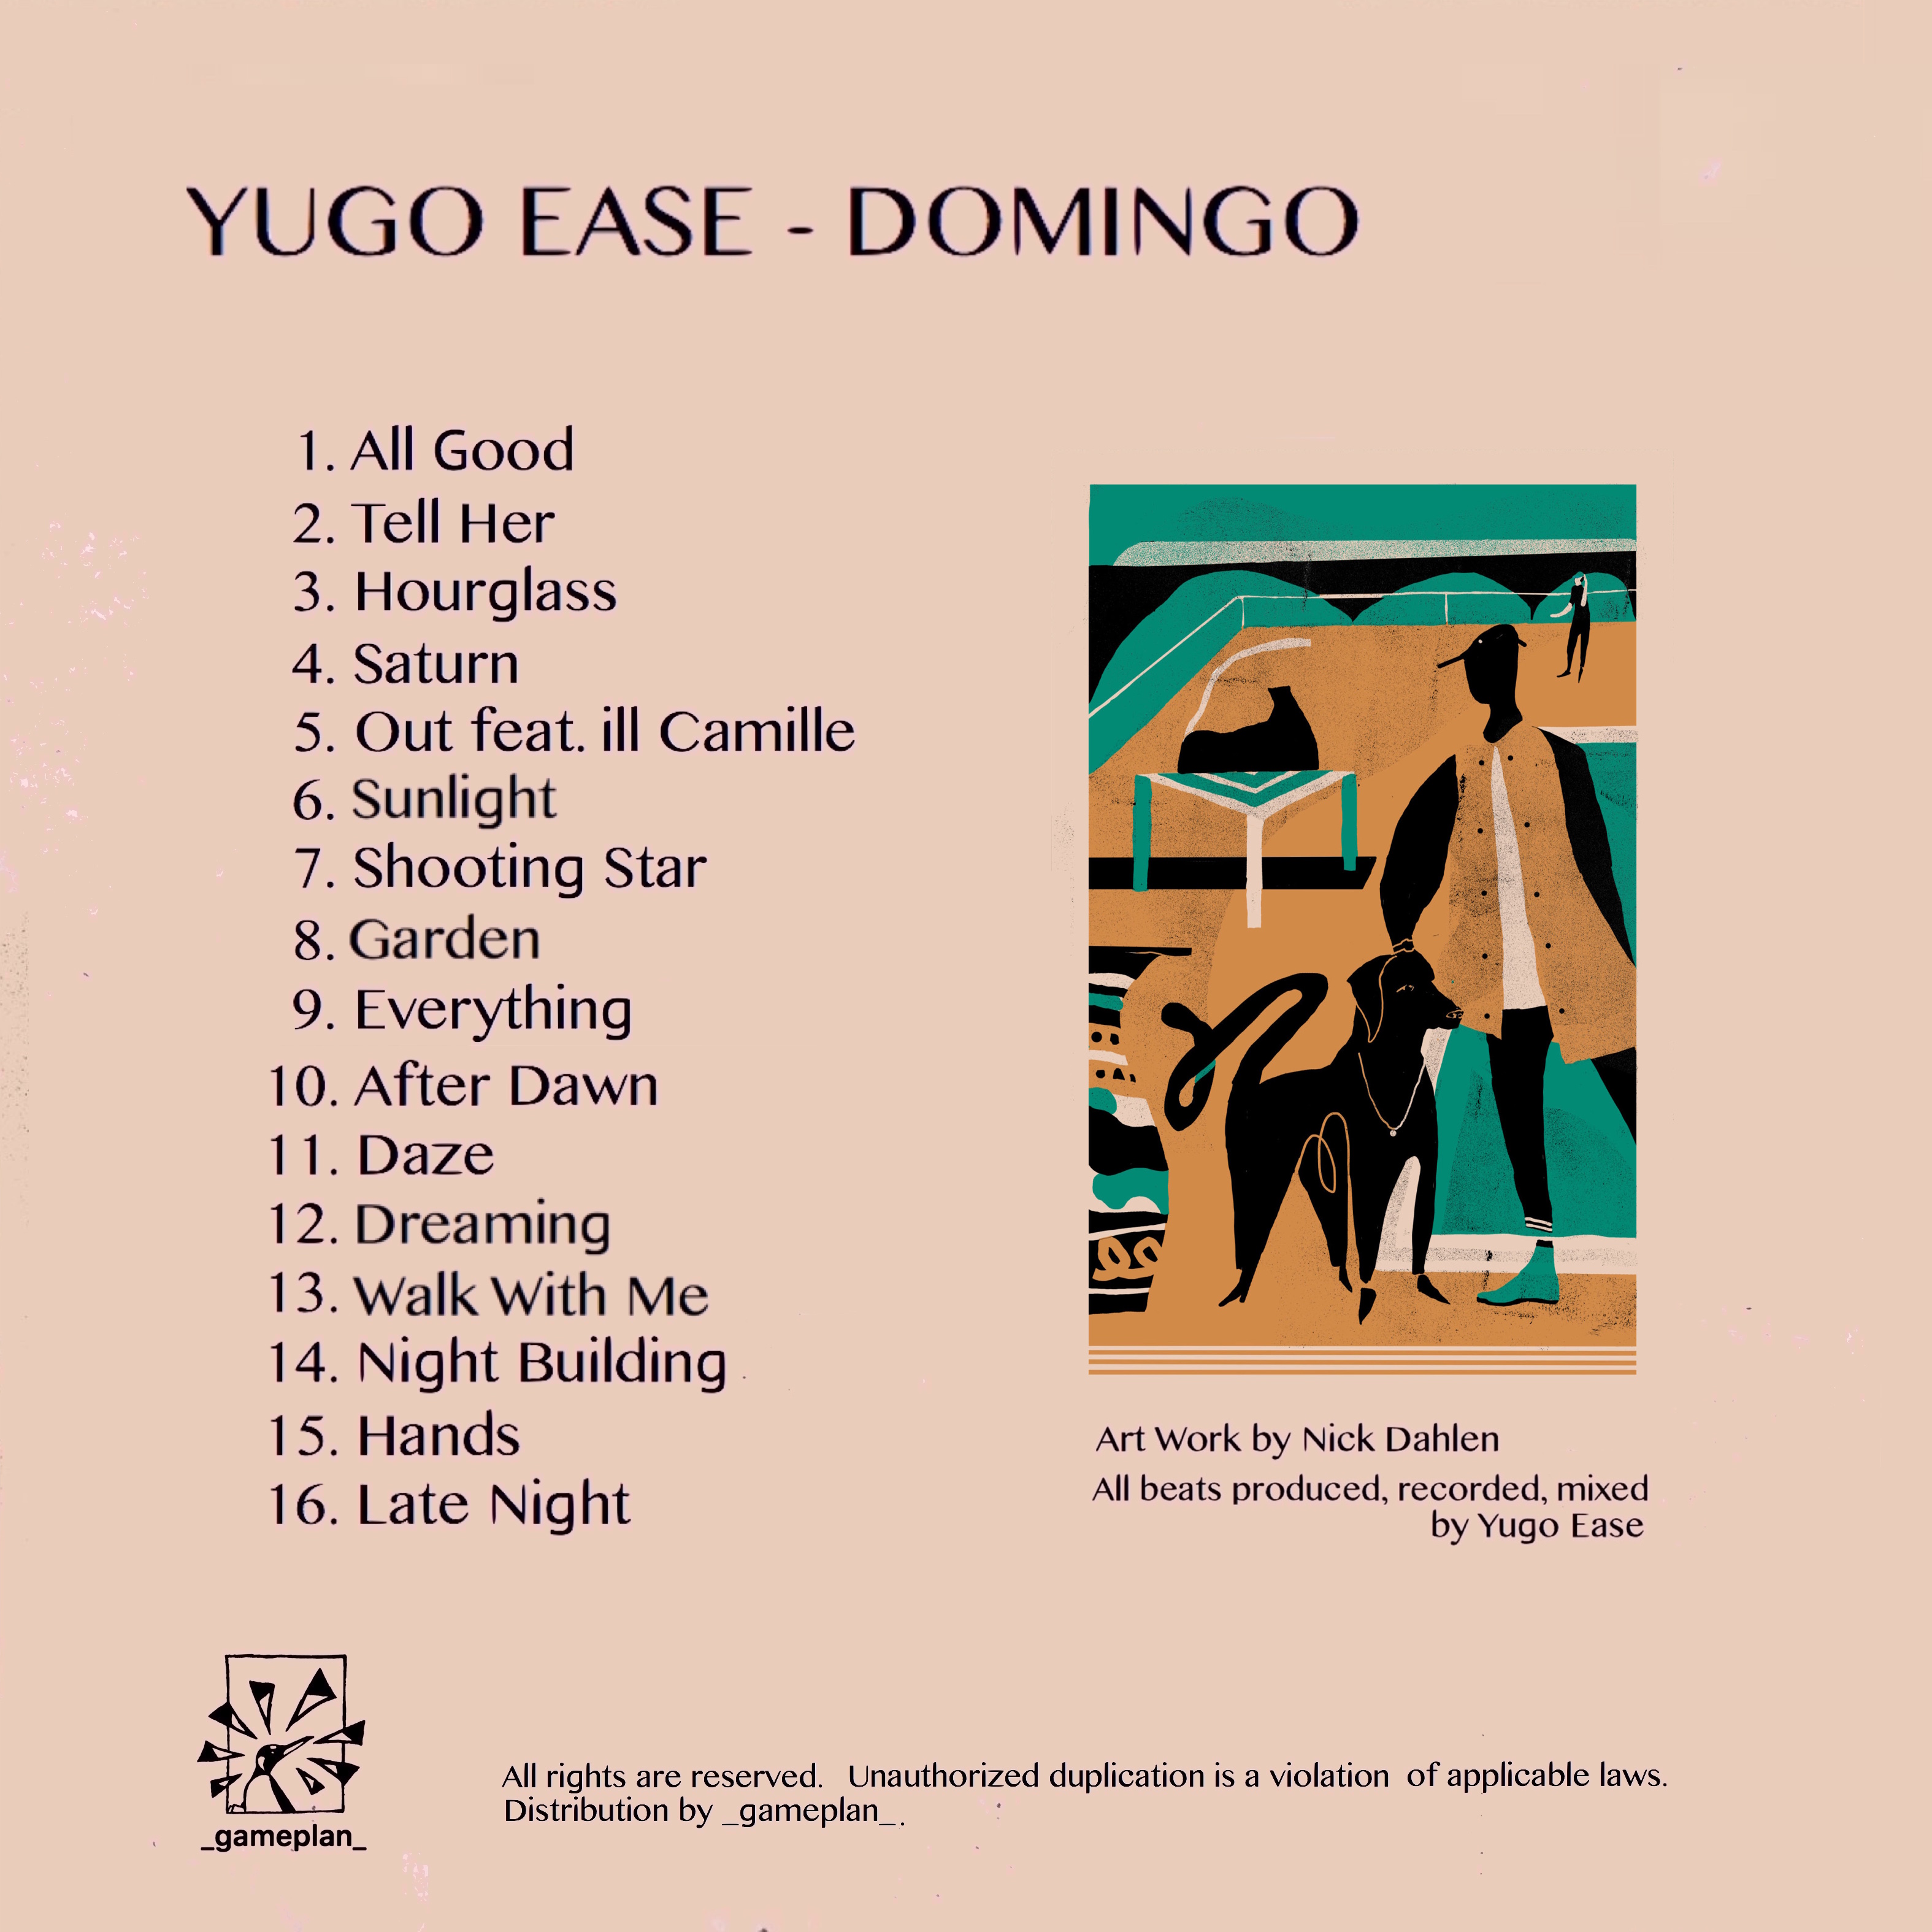 YUGO EASE - DOMINGO
1. All Good
2. Tell Her
3. Hourglass
4. Saturn
5. Out feat. ill Camille
6. Sunlight
7. Shooting Star
8. Garden
9. Everything
10. After Dawn
11. Daze
12. Dreaming
13. Walk With Me
14. Night Building
15. Hands
16. Late Night
Art Work by Nick Dahlen
All beats produced, recorded, mixed
by Yugo Ease
_gameplan_
All rights are reserved. Unauthorized duplication is a violation of applicable laws.
Distribution by _gameplan_.